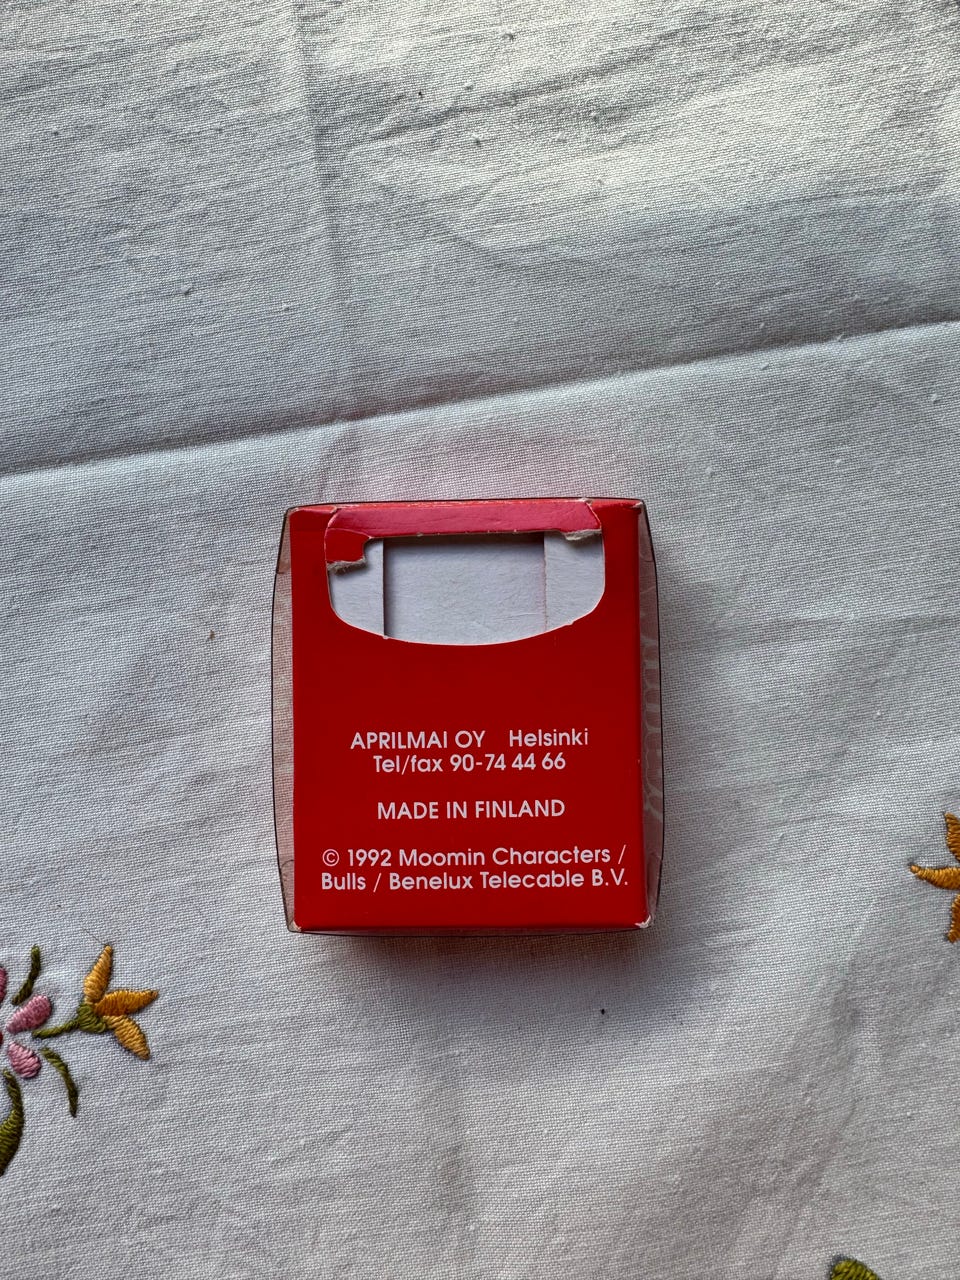 APRILMAI OY Helsinki
Tel/fax 90-74 44 66
MADE IN FINLAND
© 1992 Moomin Characters /
Bulls / Benelux Telecable B.V.